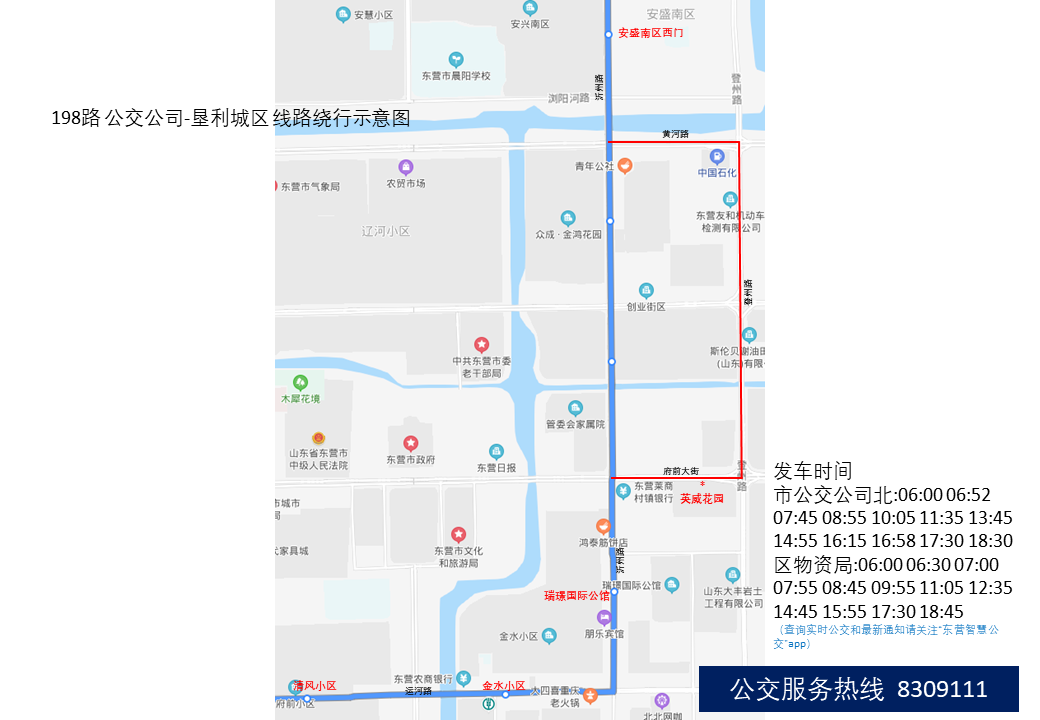 安慧小区
安兴南区
安盛南区
安盛南区西门
东营市晨阳学校
浏阳河路
登州路
198路 公交公司-垦利城区 线路绕行示意图
黄河路
青年公社
中国石化
东营市气象局
农贸市场
东营友和机动车
检测有限公司
辽河小区
众成·金鸿花园
创业街区
中共东营市委
老干部局
斯伦贝谢油田
(山东)有限
木犀花境
管委会家属院
山东省东营市
中级人民法院
东营市政府
东营日报
府前大街
登州路
*
英威花园
东营莱商
村镇银行
市城市
局
鸿泰筋饼店
家具城
东营市文化
和旅游局
瑞璟国际公馆
瑞璟国际公馆
山东大丰岩土
工程有限公司
金水小区
朋乐宾馆
东营农商银行
运河路
清风小区
府前小区
金水小区
大四喜重庆
老火锅
北北网咖
发车时间
市公交公司北:06:00 06:52
07:45 08:55 10:05 11:35 13:45
14:55 16:15 16:58 17:30 18:30
区物资局:06:00 06:30 07:00
07:55 08:45 09:55 11:05 12:35
14:45 15:55 17:30 18:45
（查询实时公交和最新通知请关注“东营智慧公
交”app）
公交服务热线 8309111